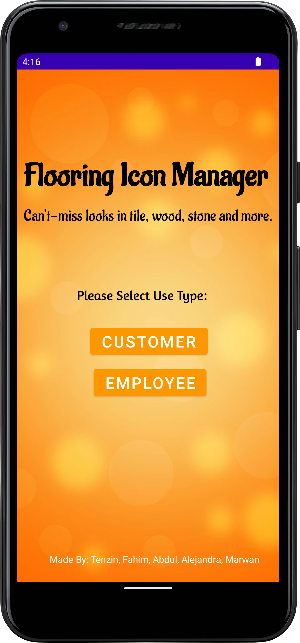 4:16
Flooring Icon Manager
Can't-miss looks in tile, wood, stone and more.
Please Select Use Type:
CUSTOMER
EMPLOYEE
Made By: Tenzin, Fahim, Abdul, Alejandra, Marwan